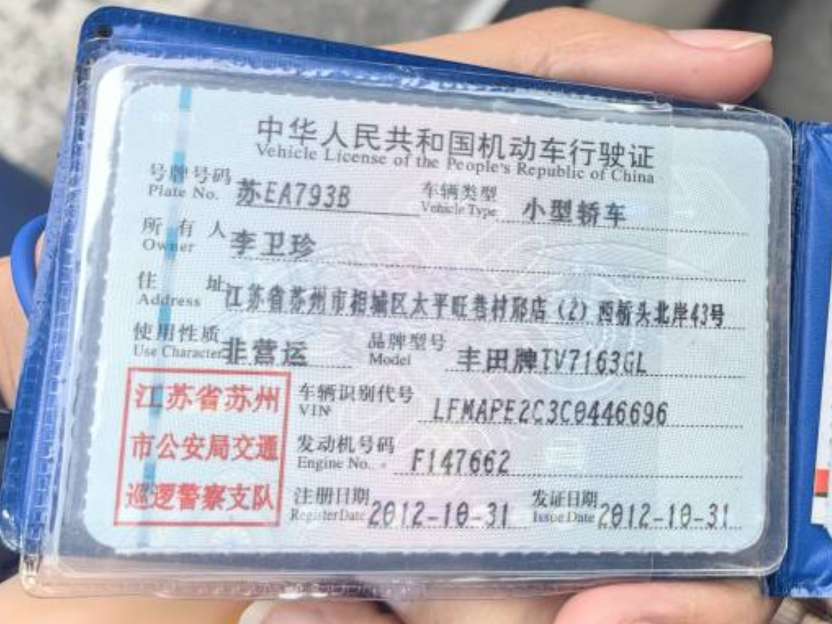 中华人民共和国机动车行驶证
Vehicle License of the People's Republic of China
号牌号码 苏EA793B 车辆类型 小型轿车
Plate No. Vehicle Type
所有人 李卫珍
Owner
住址 江苏省苏州市相城区太平旺巷村邢店(2)西桥头北岸43号
Address
使用性质 非营运 品牌型号 丰田牌TV7163GL
Use Character Model
江苏省苏州 车辆识别代号 LFMAPE2C3C0446696
VIN
市公安局交通 发动机号码 F147662
Engine No.
巡逻警察支队 注册日期 2012-10-31 发证日期 2012-10-31
Register Date Issue Date